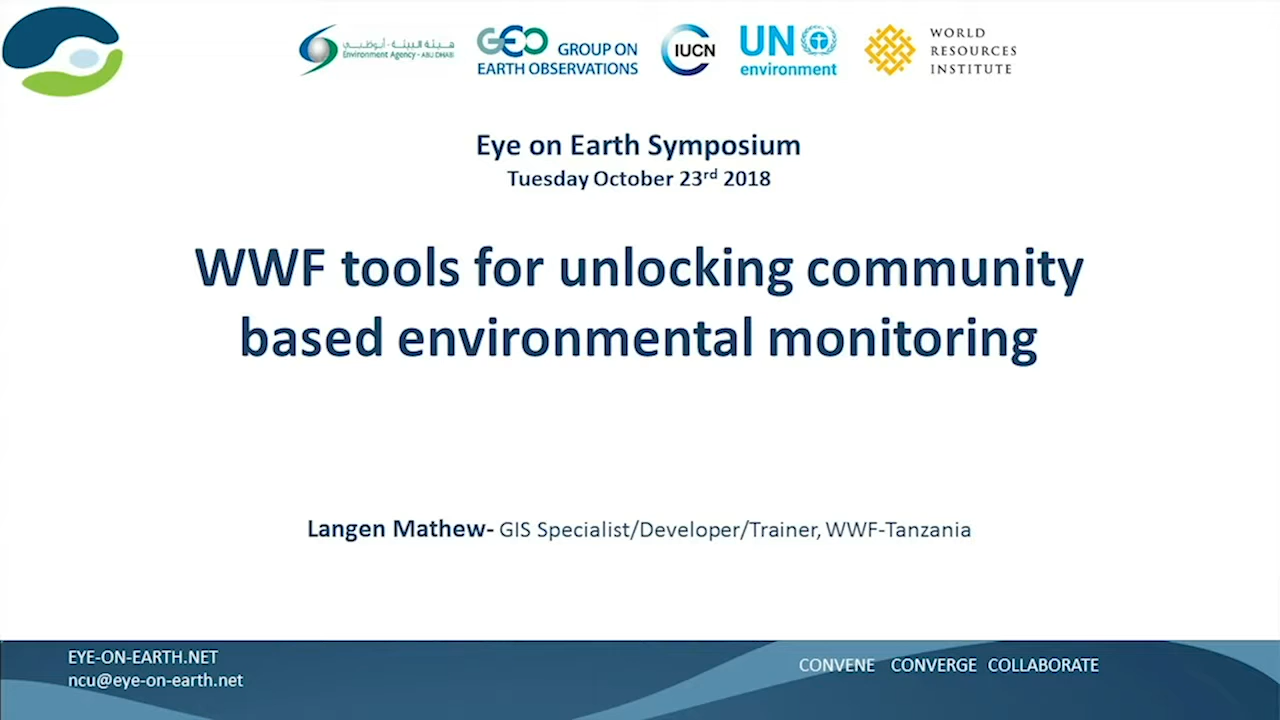 هيئة البيئة - أبوظبي
Environment Agency - ABU DHABI
GEO GROUP ON
EARTH OBSERVATIONS
IUCN
UN
environment
WORLD
RESOURCES
INSTITUTE
Eye on Earth Symposium
Tuesday October 23rd 2018
WWF tools for unlocking community
based environmental monitoring
Langen Mathew- GIS Specialist/Developer/Trainer, WWF-Tanzania
EYE-ON-EARTH.NET
ncu@eye-on-earth.net
CONVENE CONVERGE COLLABORATE